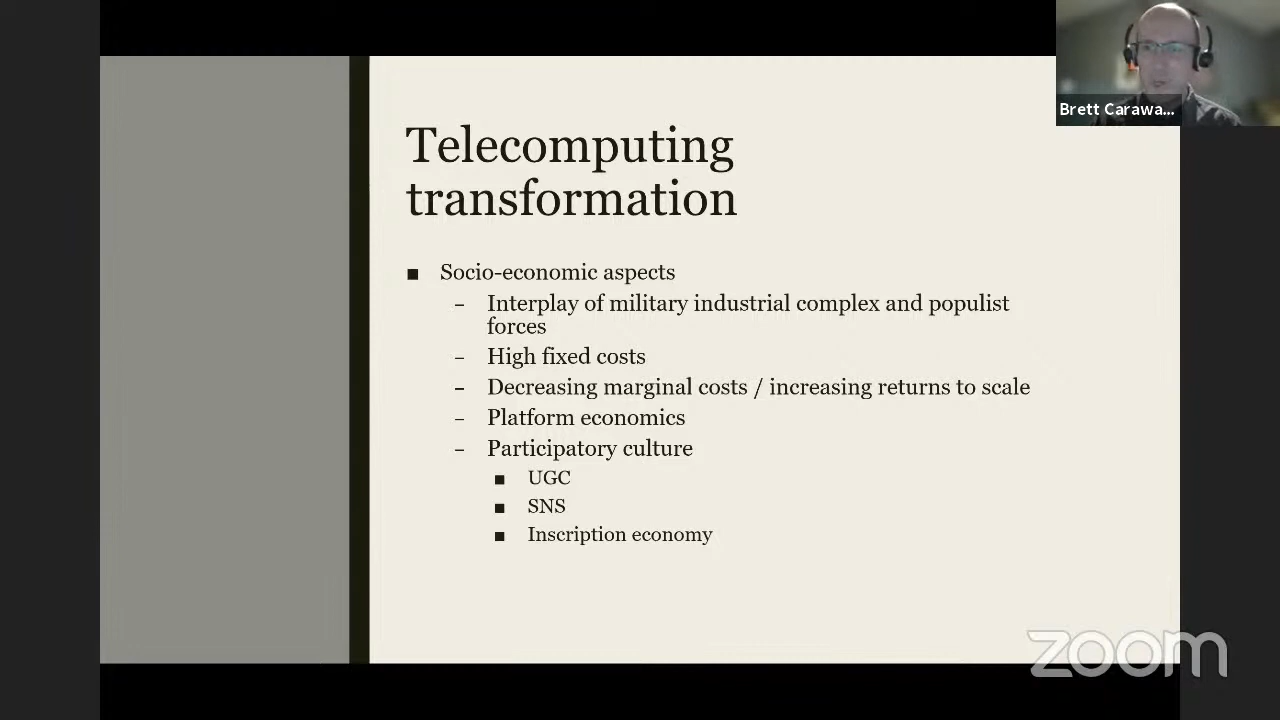 Brett Carawa...
Telecomputing
transformation
■ Socio-economic aspects
– Interplay of military industrial complex and populist
forces
– High fixed costs
– Decreasing marginal costs / increasing returns to scale
– Platform economics
– Participatory culture
■ UGC
■ SNS
■ Inscription economy
zoom